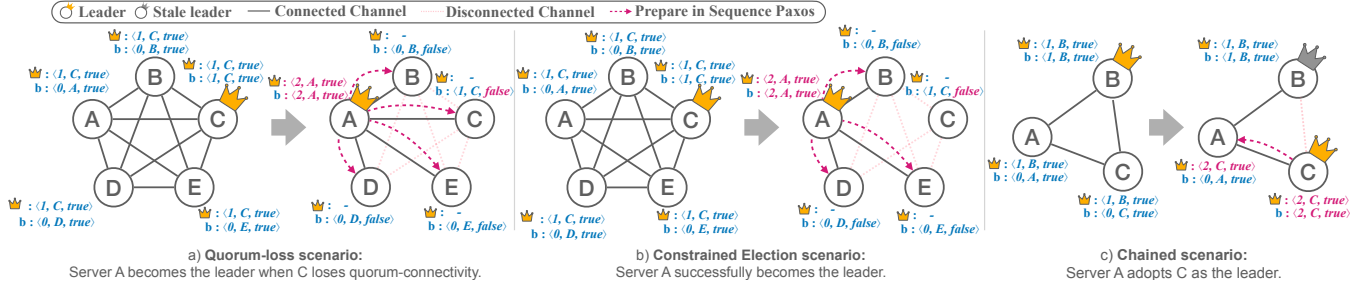 Leader Stale leader Connected Channel Disconnected Channel Prepare in Sequence Paxos
: ⟨1, C, true⟩
b : ⟨0, B, true⟩
B
: ⟨1, C, true⟩
b : ⟨1, C, true⟩
C
: ⟨1, C, true⟩
b : ⟨0, A, true⟩
A
D
: ⟨1, C, true⟩
b : ⟨0, D, true⟩
E
: ⟨1, C, true⟩
b : ⟨0, E, true⟩
: -
b : ⟨0, B, false⟩
B
: ⟨2, A, true⟩
b : ⟨2, A, true⟩
A
: -
b : ⟨1, C, false⟩
C
D
: -
b : ⟨0, D, false⟩
E
: -
b : ⟨0, E, false⟩
a) Quorum-loss scenario:
Server A becomes the leader when C loses quorum-connectivity.
: ⟨1, C, true⟩
b : ⟨0, B, true⟩
B
: ⟨1, C, true⟩
b : ⟨1, C, true⟩
C
: ⟨1, C, true⟩
b : ⟨0, A, true⟩
A
D
: ⟨1, C, true⟩
b : ⟨0, D, true⟩
E
: ⟨1, C, true⟩
b : ⟨0, E, true⟩
: -
b : ⟨0, B, false⟩
B
: ⟨2, A, true⟩
b : ⟨2, A, true⟩
A
: -
b : ⟨1, C, false⟩
C
D
: -
b : ⟨0, D, false⟩
E
: -
b : ⟨0, E, false⟩
b) Constrained Election scenario:
Server A successfully becomes the leader.
: ⟨1, B, true⟩
b : ⟨1, B, true⟩
B
A
: ⟨1, B, true⟩
b : ⟨0, A, true⟩
C
: ⟨1, B, true⟩
b : ⟨0, C, true⟩
: ⟨1, B, true⟩
b : ⟨1, B, true⟩
B
A
: ⟨2, C, true⟩
b : ⟨0, A, true⟩
C
: ⟨2, C, true⟩
b : ⟨2, C, true⟩
c) Chained scenario:
Server A adopts C as the leader.